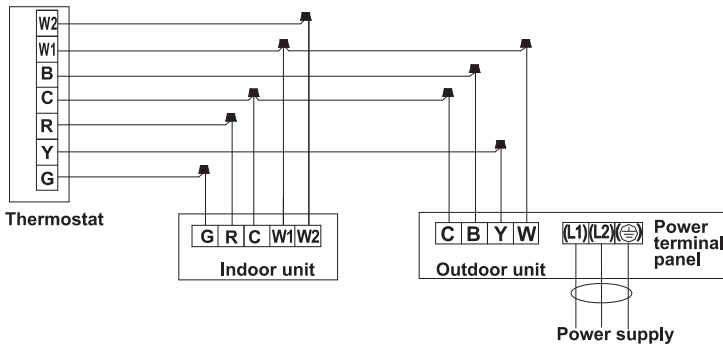 W2
W1
B
C
R
Y
G
Thermostat
G R C W1 W2
Indoor unit
C B Y W
Outdoor unit
(L1) (L2) (⏚)
Power
terminal
panel
Power supply